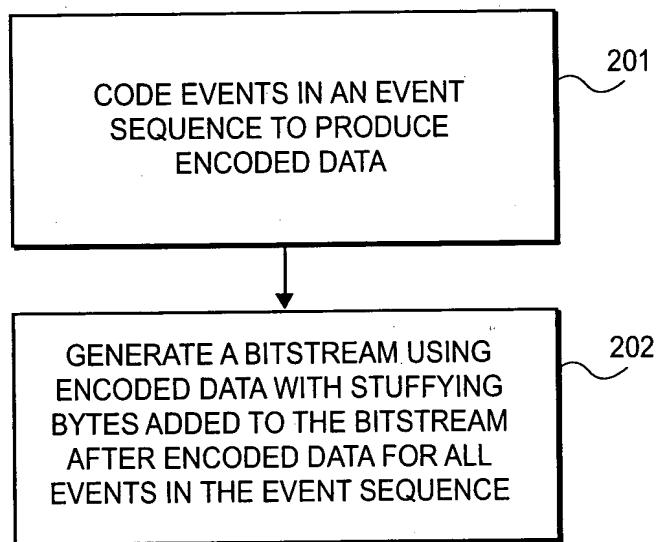 CODE EVENTS IN AN EVENT
SEQUENCE TO PRODUCE
ENCODED DATA
201
GENERATE A BITSTREAM USING
ENCODED DATA WITH STUFFYING
BYTES ADDED TO THE BITSTREAM
AFTER ENCODED DATA FOR ALL
EVENTS IN THE EVENT SEQUENCE
202